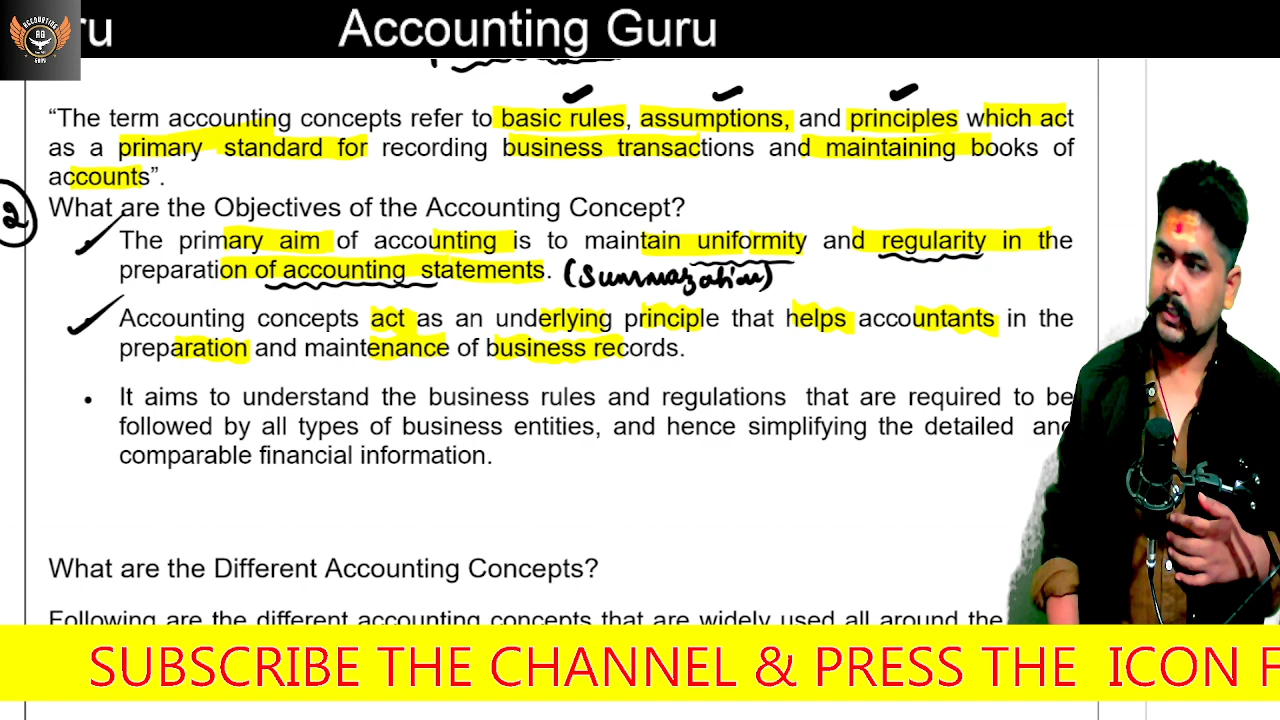 ru
Accounting Guru
ACCOUNTING
AG
GURU
“The term accounting concepts refer to basic rules, assumptions, and principles which act
as a primary standard for recording business transactions and maintaining books of
accounts”.
2
What are the Objectives of the Accounting Concept?
The primary aim of accounting is to maintain uniformity and regularity in the
preparation of accounting statements. (Summarization)
• Accounting concepts act as an underlying principle that helps accountants in the
preparation and maintenance of business records.
• It aims to understand the business rules and regulations that are required to be
followed by all types of business entities, and hence simplifying the detailed and
comparable financial information.
What are the Different Accounting Concepts?
Following are the different accounting concepts that are widely used all around the
SUBSCRIBE THE CHANNEL & PRESS THE ICON F